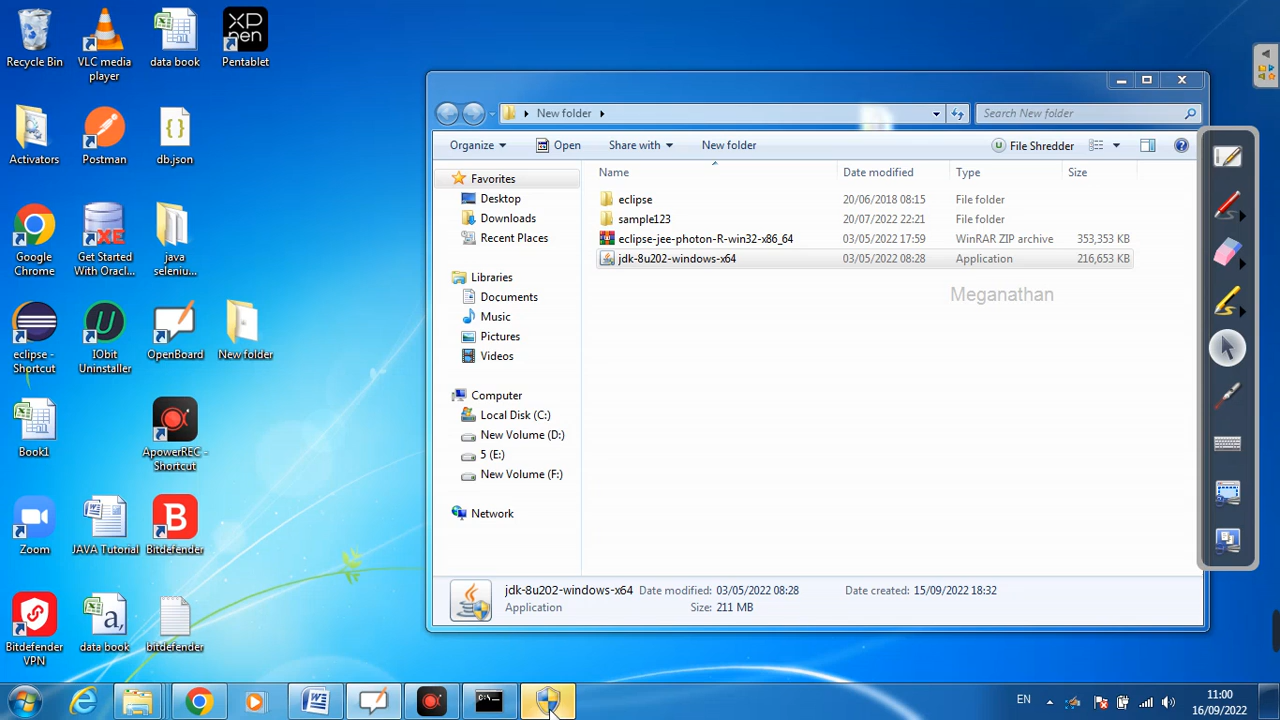 Recycle Bin
VLC media player
data book
XP
PEN
Pentablet
Activators
Postman
db.json
Google Chrome
XE
Get Started With Oracl...
java seleniu...
eclipse - Shortcut
IObit Uninstaller
OpenBoard
New folder
Book1
ApowerREC - Shortcut
Zoom
JAVA Tutorial
B
Bitdefender
Bitdefender VPN
a,
data book
bitdefender
New folder
Search New folder
Organize
Open
Share with
New folder
File Shredder
Name
Date modified
Type
Size
eclipse 20/06/2018 08:15 File folder
sample123 20/07/2022 22:21 File folder
eclipse-jee-photon-R-win32-x86_64 03/05/2022 17:59 WinRAR ZIP archive 353,353 KB
jdk-8u202-windows-x64 03/05/2022 08:28 Application 216,653 KB
Meganathan
Favorites
Desktop
Downloads
Recent Places
Libraries
Documents
Music
Pictures
Videos
Computer
Local Disk (C:)
New Volume (D:)
5 (E:)
New Volume (F:)
Network
jdk-8u202-windows-x64 Date modified: 03/05/2022 08:28 Date created: 15/09/2022 18:32
Application Size: 211 MB
EN
11:00
16/09/2022